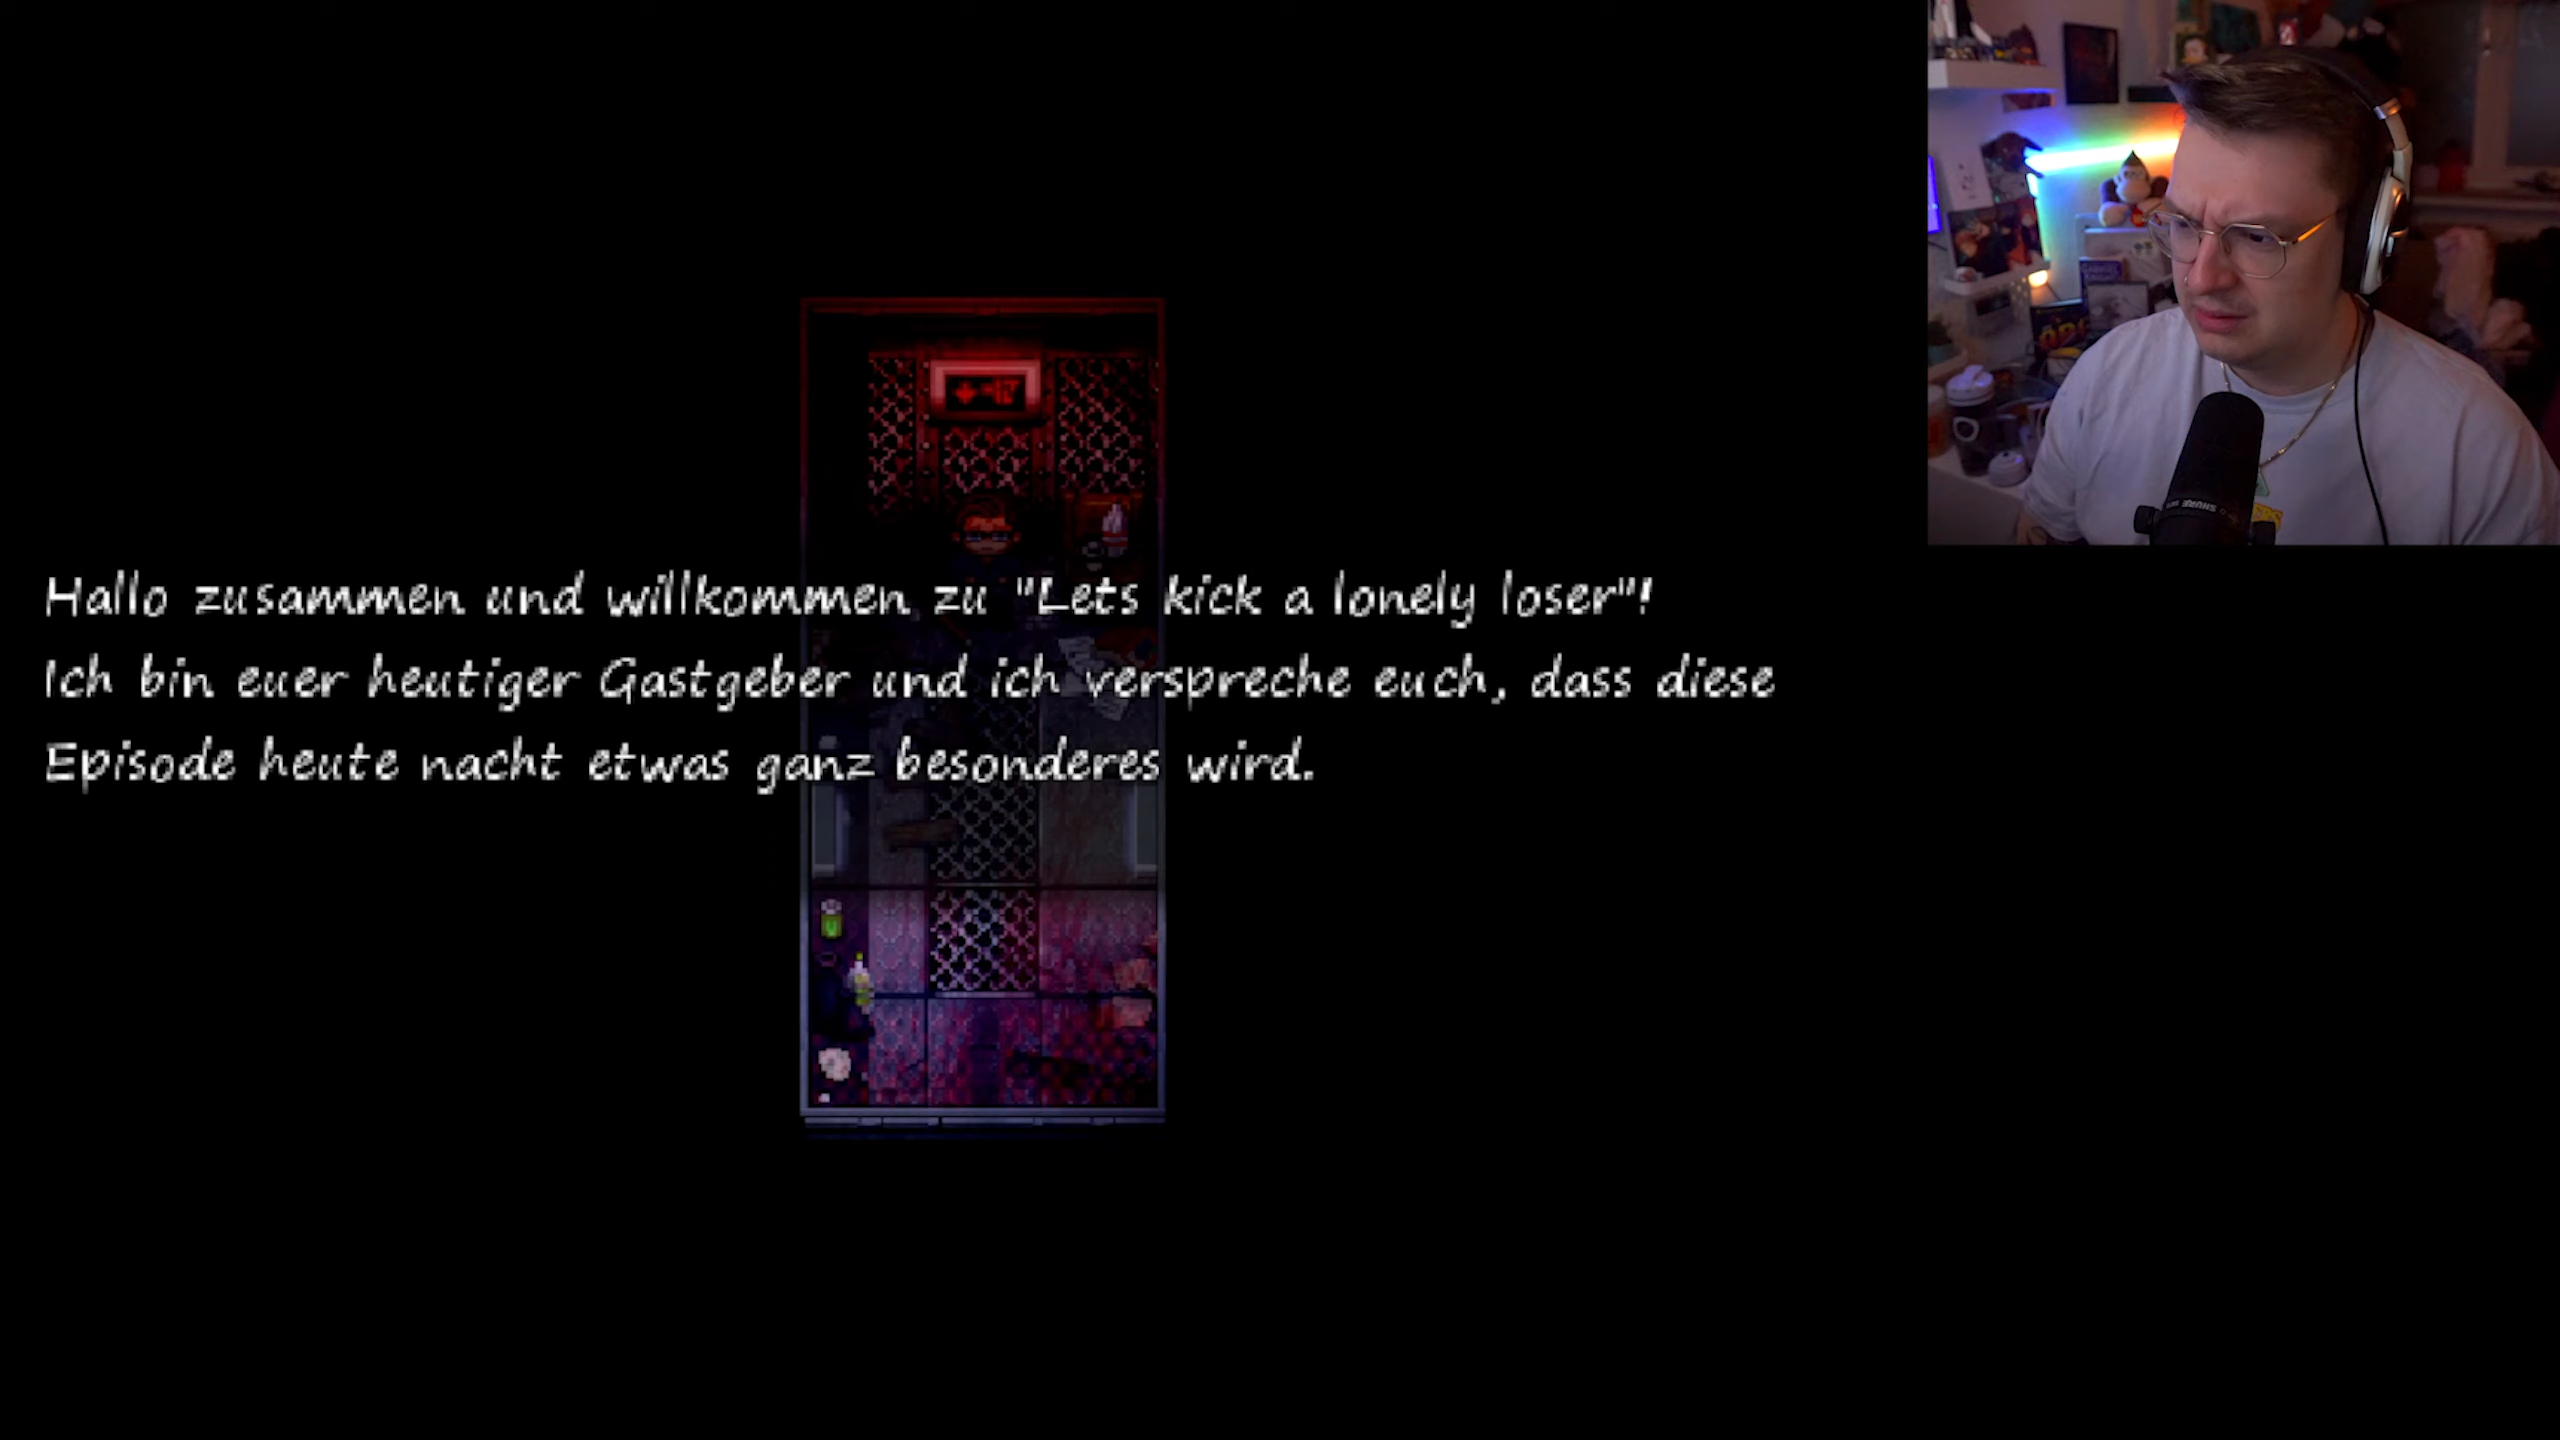 Hallo zusammen und willkommen zu "Lets kick a lonely loser"!
Ich bin euer heutiger Gastgeber und ich verspreche euch, dass diese
Episode heute nacht etwas ganz besonderes wird.
SHURE